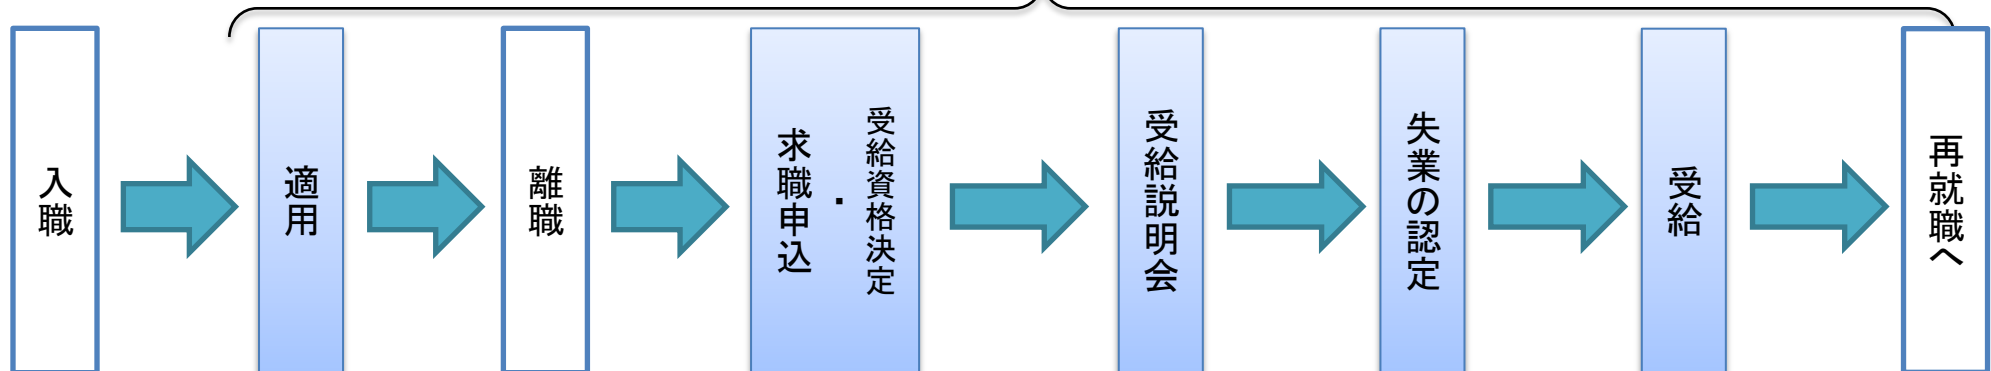 入職
適用
離職
受給資格決定
・
求職申込
受給説明会
失業の認定
受給
再就職へ